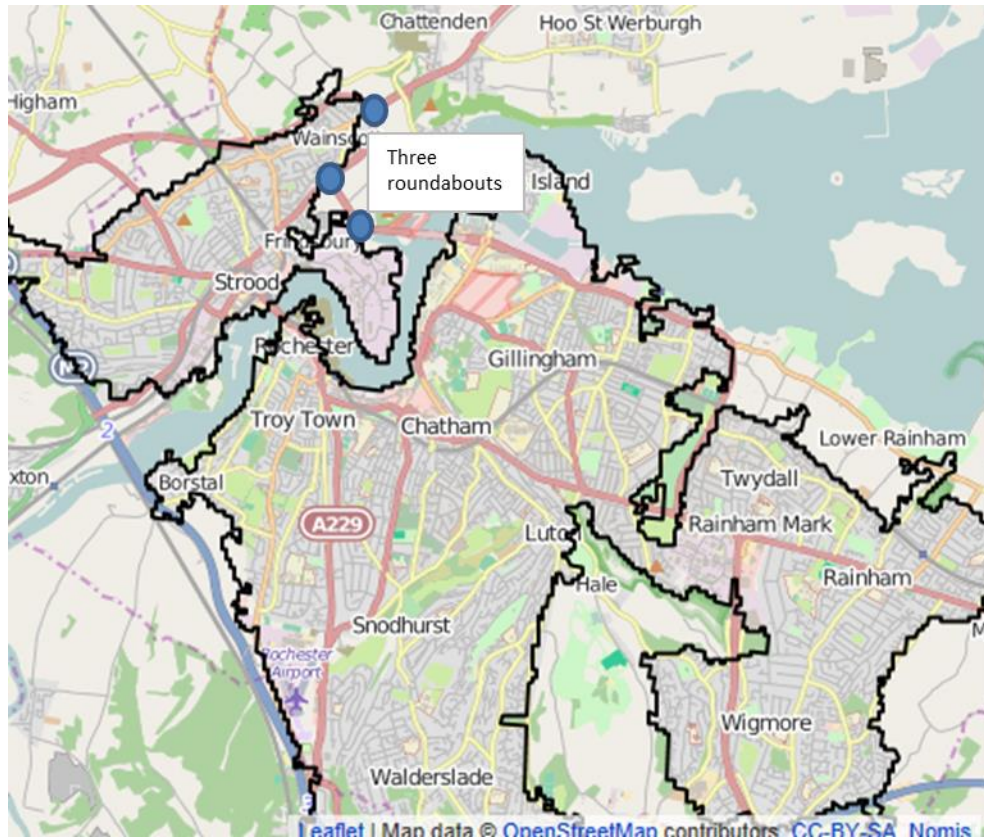 Chattenden
Hoo St Werburgh
Higham
Wainsco
Three
roundabouts
Island
Frindsbury
Strood
Rochester
Gillingham
M2
2
Troy Town
Chatham
Lower Rainham
xton
Borstal
Twydall
A229
Luton
Rainham Mark
Hale
Rainham
Snodhurst
M
Rochester
Airport
Wigmore
Walderslade
3
Leaflet | Map data © OpenStreetMap contributors, CC-BY-SA, Nomis